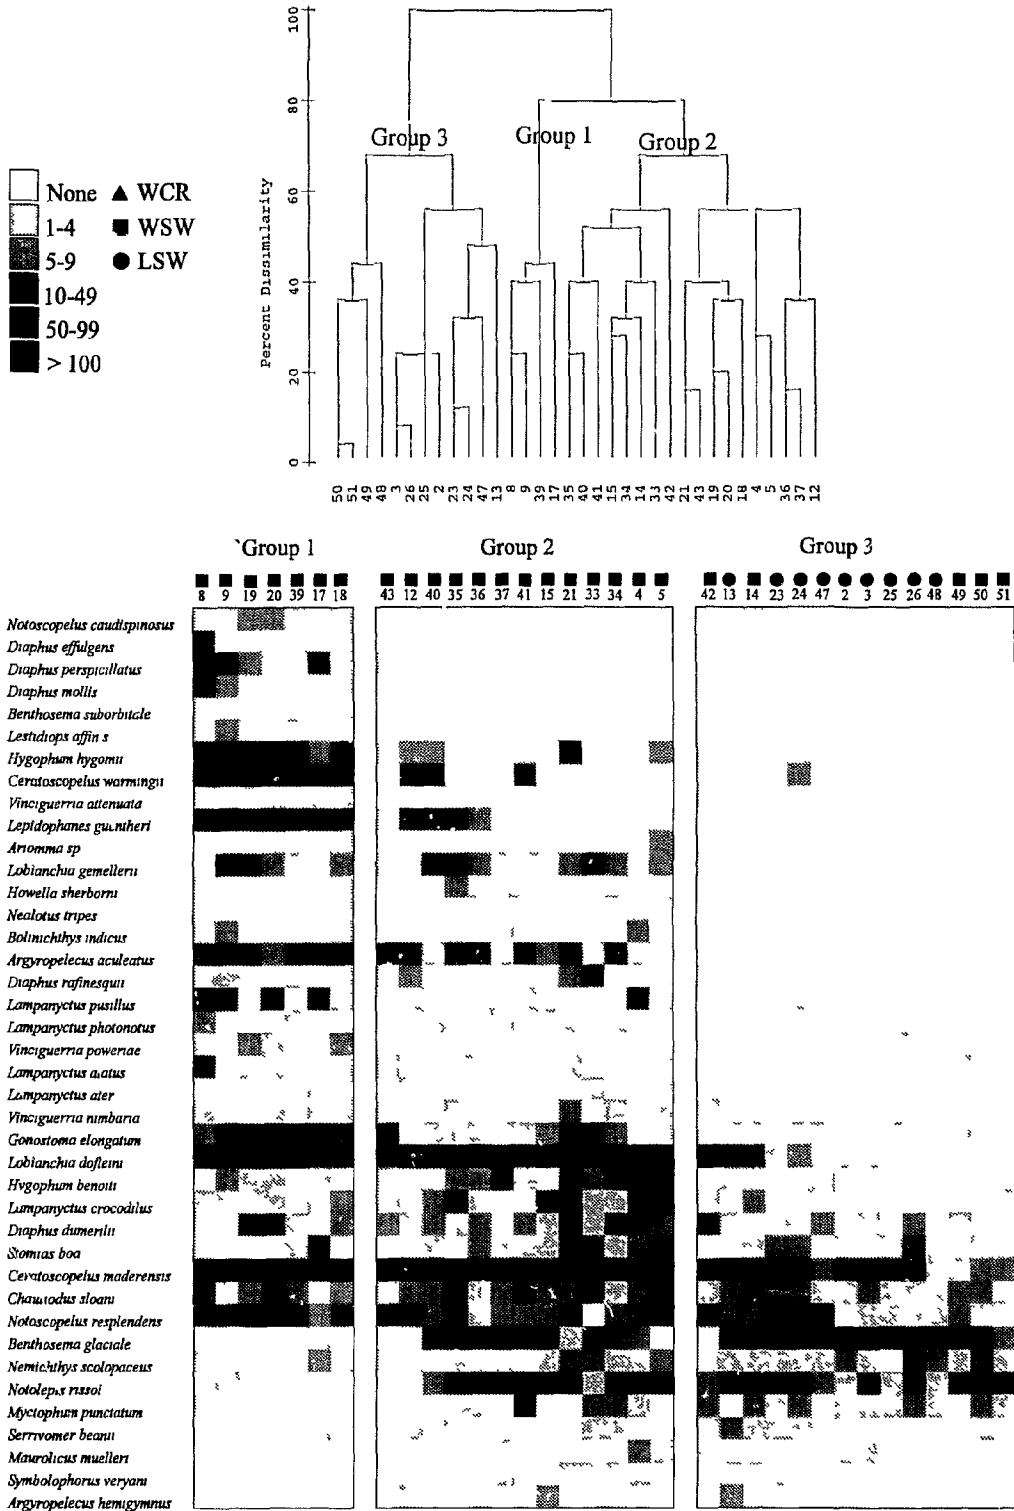 100
80
60
40
20
0
Percent Dissimilarity
Group 3
Group 1
Group 2
None
1-4
5-9
10-49
50-99
> 100
▲ WCR
■ WSW
● LSW
50 51 49 48 3 26 25 2 23 24 47 13 8 9 39 17 35 40 41 15 34 14 33 42 21 43 19 20 18 4 5 36 37 12
`Group 1
Group 2
Group 3
8 9 19 20 39 17 18
43 12 40 35 36 37 41 15 21 33 34 4 5
42 13 14 23 24 47 2 3 25 26 48 49 50 51
Notoscopelus caudispinosus
Diaphus effulgens
Diaphus perspicillatus
Diaphus mollis
Benthosema suborbitale
Lestidiops affin s
Hygophum hygomii
Ceratoscopelus warmingii
Vinciguerria attenuata
Lepidophanes guentheri
Ariomma sp
Lobianchia gemellerii
Howella sherborni
Nealotus tripes
Bolinichthys indicus
Argyropelecus aculeatus
Diaphus rafinesquii
Lampanyctus pusillus
Lampanyctus photonotus
Vinciguerria poweriae
Lampanyctus alatus
Lampanyctus ater
Vinciguerria nimbaria
Gonostoma elongatum
Lobianchia dofleini
Hygophum benoiti
Lampanyctus crocodilus
Diaphus dumerilii
Stomias boa
Ceratoscopelus maderensis
Chauliodus sloani
Notoscopelus resplendens
Benthosema glaciale
Nemichthys scolopaceus
Notolepis rissoi
Myctophum punctatum
Serrivomer beanii
Maurolicus muelleri
Symbolophorus veryani
Argyropelecus hemigymnus